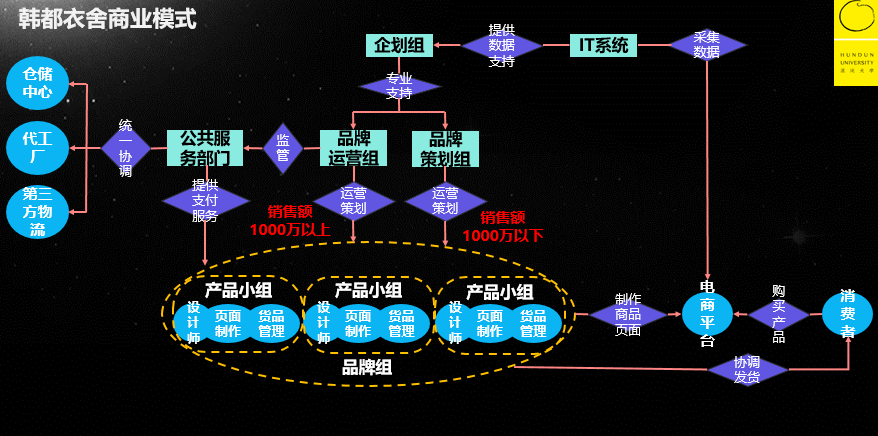 韩都衣舍商业模式
HUNDUN
UNIVERSITY
混沌大学
企划组
提供
数据
支持
IT系统
采集
数据
仓储
中心
专业
支持
代工
厂
统
一
协
调
公共服
务部门
监
管
品牌
运营组
品牌
策划组
第三
方物
流
提供
支付
服务
运营
策划
运营
策划
销售额
1000万以上
销售额
1000万以下
产品小组
设
计
师
页面
制作
货品
管理
产品小组
设
计
师
页面
制作
货品
管理
产品小组
设
计
师
页面
制作
货品
管理
品牌组
制作
商品
页面
电
商
平
台
购
买
产
品
消
费
者
协调
发货